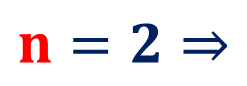 n = 2 ⇒